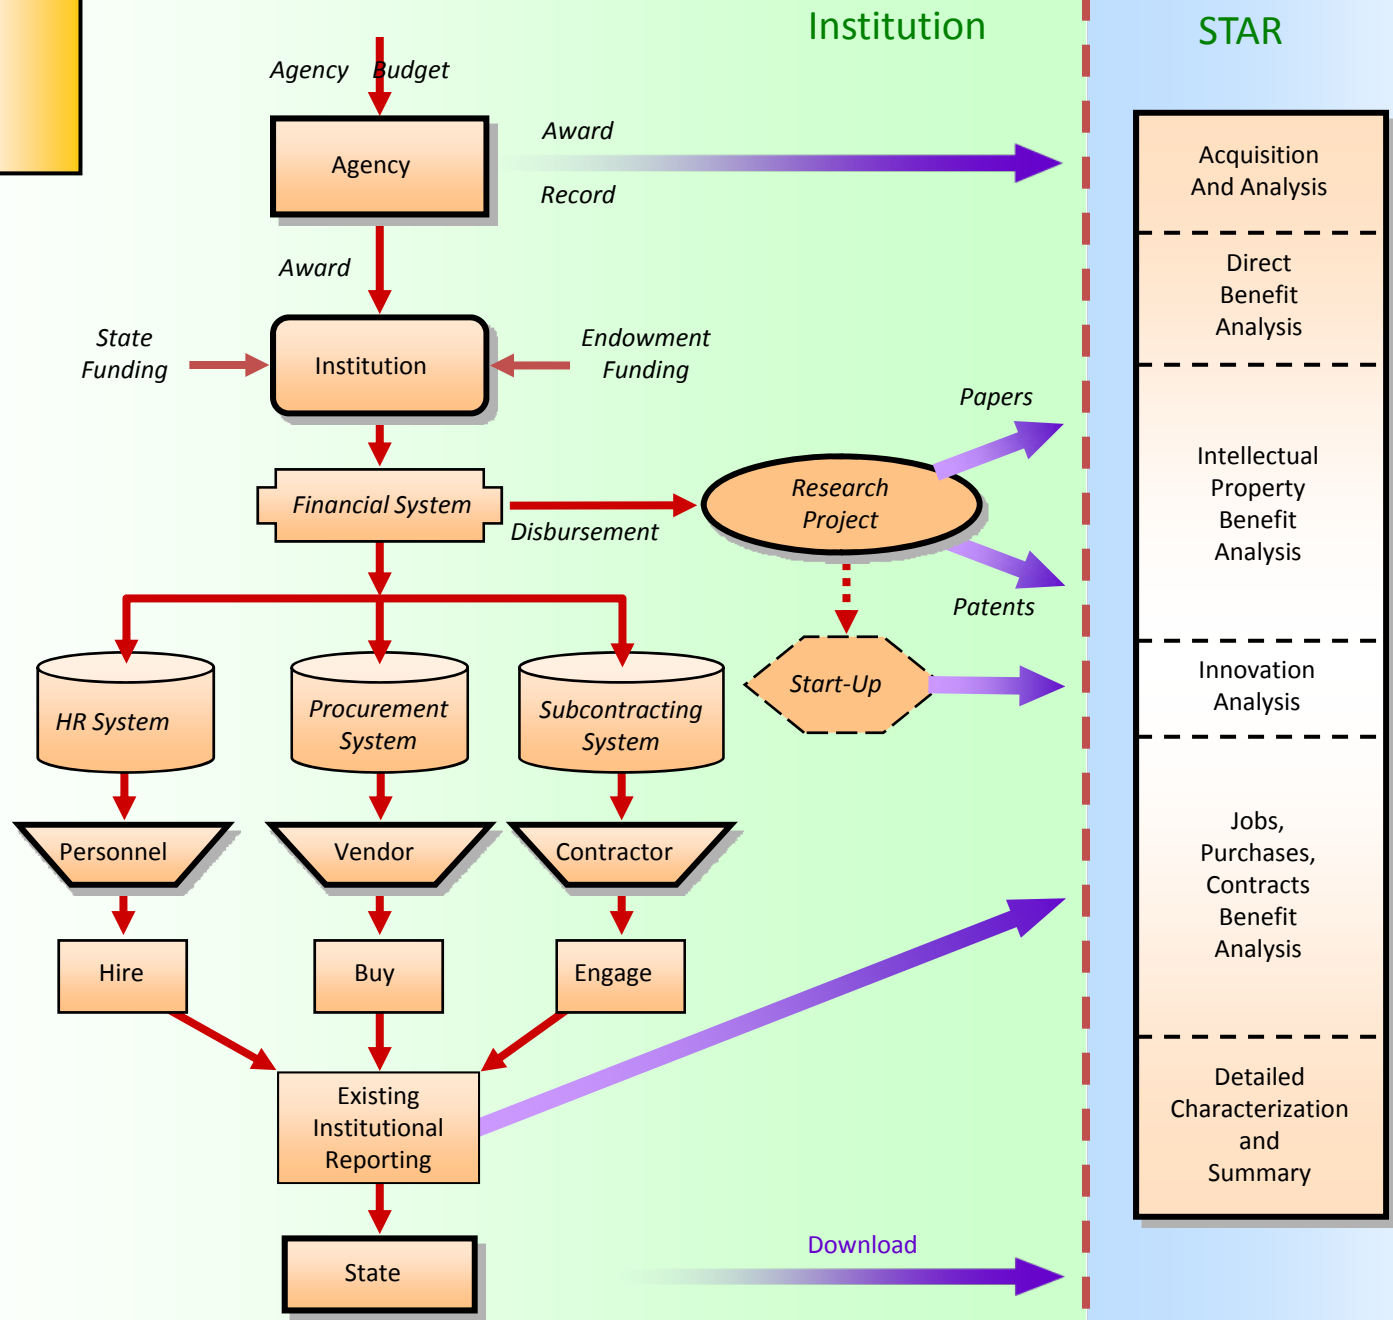 Institution
STAR
Agency Budget
Agency
Award
Record
Award
State
Funding
Institution
Endowment
Funding
Financial System
Disbursement
Research
Project
Papers
Patents
Start-Up
HR System
Procurement
System
Subcontracting
System
Personnel
Vendor
Contractor
Hire
Buy
Engage
Existing
Institutional
Reporting
State
Download
Acquisition
And Analysis
Direct
Benefit
Analysis
Intellectual
Property
Benefit
Analysis
Innovation
Analysis
Jobs,
Purchases,
Contracts
Benefit
Analysis
Detailed
Characterization
and
Summary